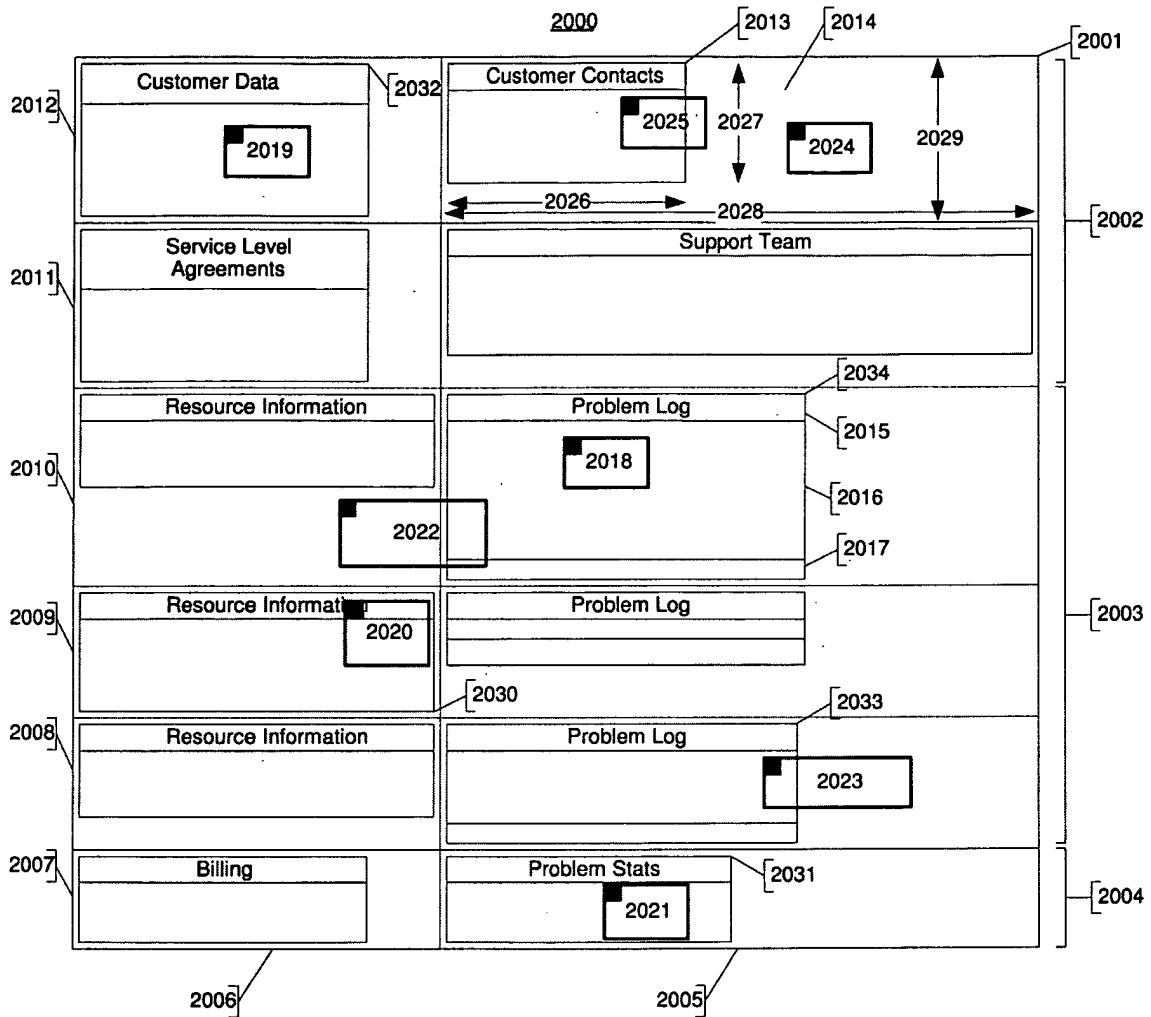 2000
2013
2014
2001
Customer Data
2032
Customer Contacts
2012
2019
2025
2027
2024
2029
2026
2028
2002
Service Level
Agreements
Support Team
2011
2034
Resource Information
Problem Log
2015
2018
2010
2016
2022
2017
Resource Information
Problem Log
2009
2020
2003
2030
2033
2008
Resource Information
Problem Log
2023
2007
Billing
Problem Stats
2031
2021
2004
2006
2005